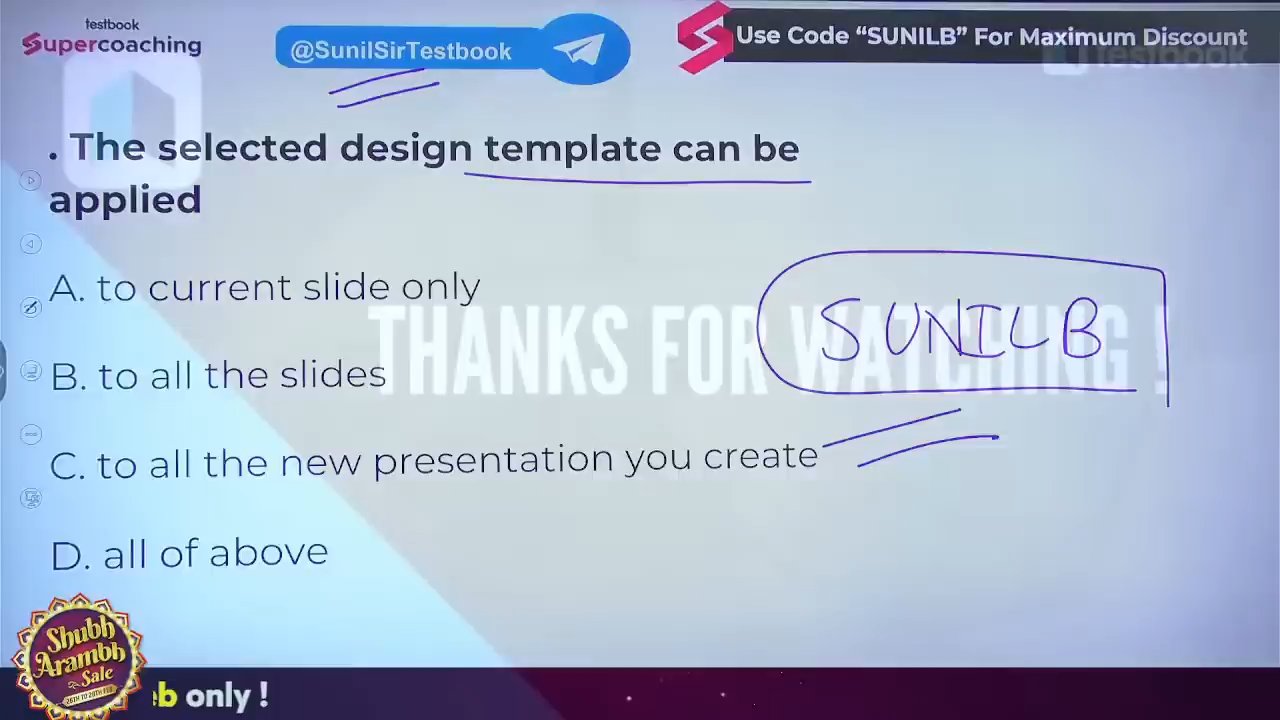 testbook
Supercoaching
@SunilSirTestbook
Use Code “SUNILB” For Maximum Discount
testbook
. The selected design template can be
applied
A. to current slide only
B. to all the slides
C. to all the new presentation you create
D. all of above
THANKS FOR WATCHING !
SUNILB
Shubh
Arambh
Sale
only !